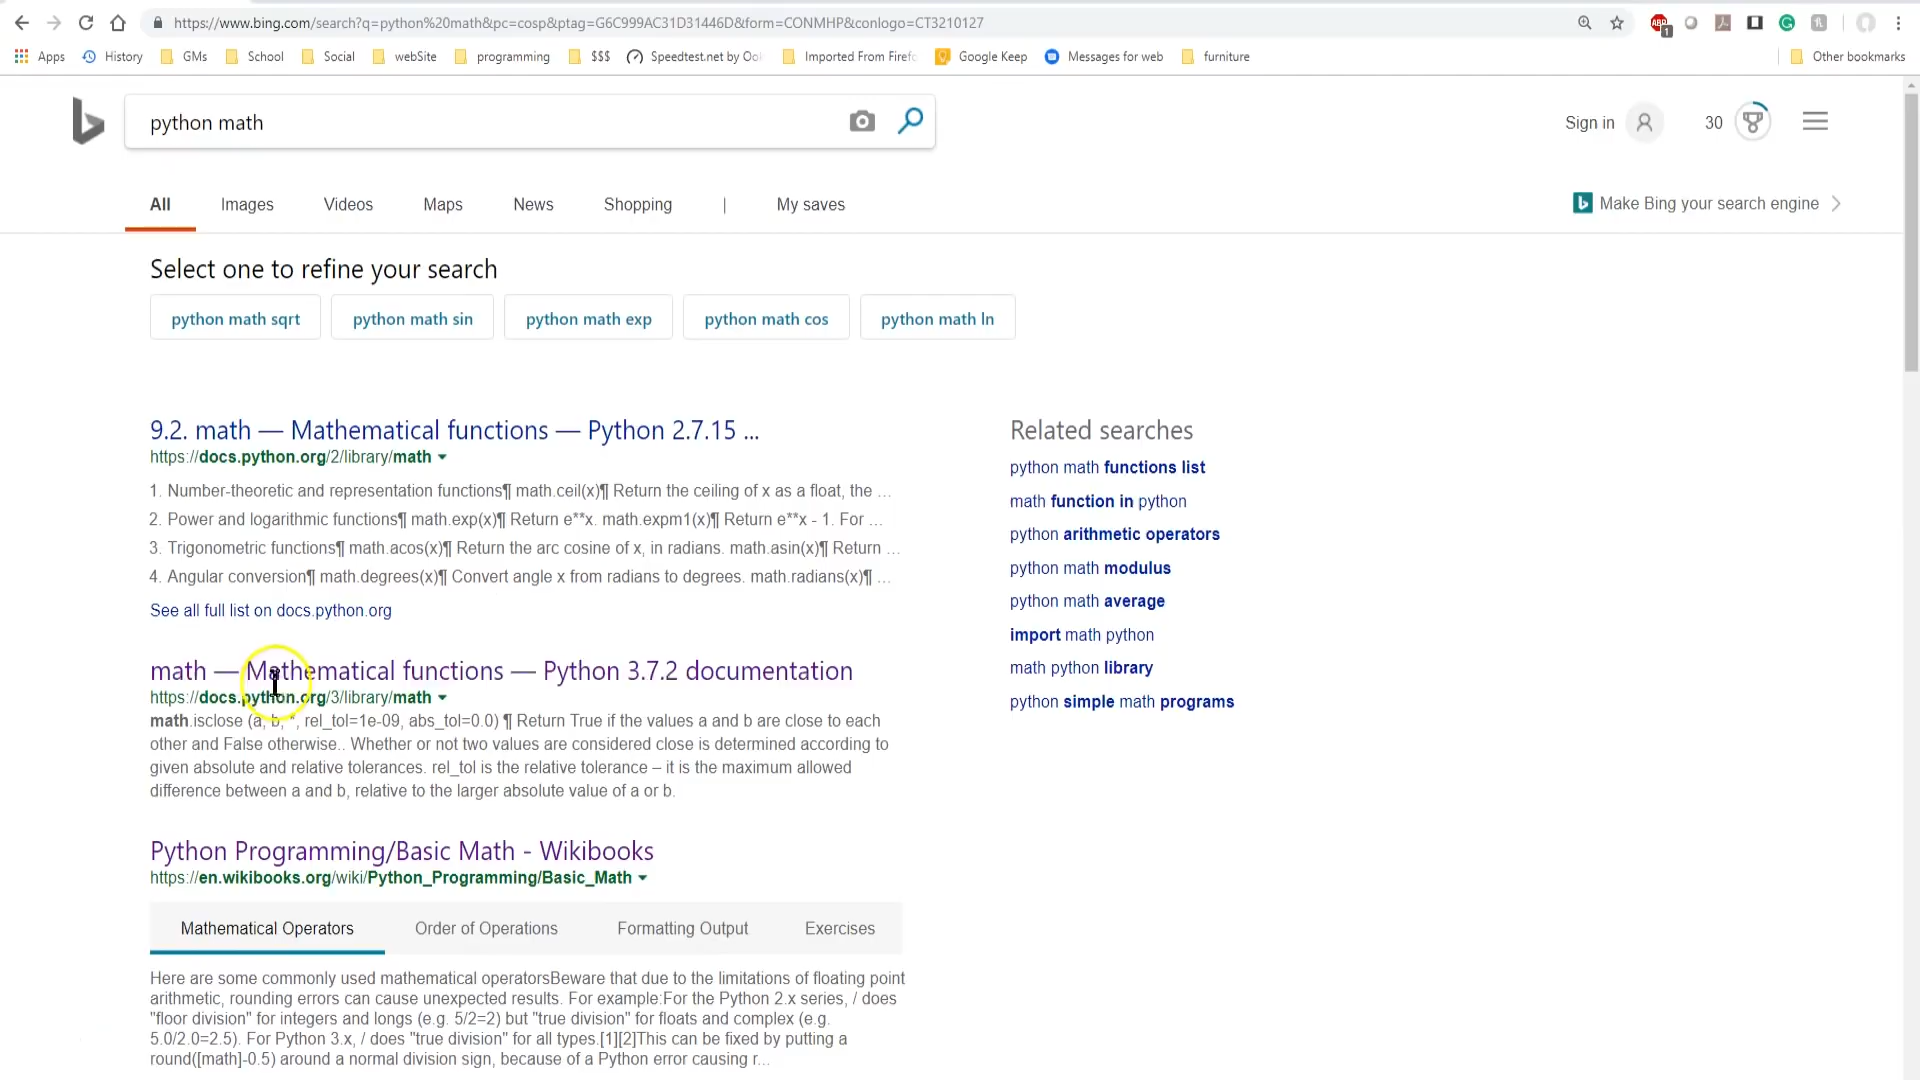 https://www.bing.com/search?q=python%20math&pc=cosp&ptag=G6C999AC31D31446D&form=CONMHP&conlogo=CT3210127
ABP
1
Apps
History
GMs
School
Social
webSite
programming
$$$
Speedtest.net by Ook
Imported From Firefo
Google Keep
Messages for web
furniture
Other bookmarks
python math
Sign in
30
All
Images
Videos
Maps
News
Shopping
|
My saves
Make Bing your search engine
Select one to refine your search
python math sqrt
python math sin
python math exp
python math cos
python math ln
9.2. math — Mathematical functions — Python 2.7.15 ...
https://docs.python.org/2/library/math
1. Number-theoretic and representation functions¶ math.ceil(x)¶ Return the ceiling of x as a float, the ...
2. Power and logarithmic functions¶ math.exp(x)¶ Return e**x. math.expm1(x)¶ Return e**x - 1. For ...
3. Trigonometric functions¶ math.acos(x)¶ Return the arc cosine of x, in radians. math.asin(x)¶ Return ...
4. Angular conversion¶ math.degrees(x)¶ Convert angle x from radians to degrees. math.radians(x)¶ ...
See all full list on docs.python.org
math — Mathematical functions — Python 3.7.2 documentation
https://docs.python.org/3/library/math
math.isclose (a, b, *, rel_tol=1e-09, abs_tol=0.0) ¶ Return True if the values a and b are close to each
other and False otherwise.. Whether or not two values are considered close is determined according to
given absolute and relative tolerances. rel_tol is the relative tolerance – it is the maximum allowed
difference between a and b, relative to the larger absolute value of a or b.
Python Programming/Basic Math - Wikibooks
https://en.wikibooks.org/wiki/Python_Programming/Basic_Math
Mathematical Operators
Order of Operations
Formatting Output
Exercises
Here are some commonly used mathematical operatorsBeware that due to the limitations of floating point
arithmetic, rounding errors can cause unexpected results. For example:For the Python 2.x series, / does
"floor division" for integers and longs (e.g. 5/2=2) but "true division" for floats and complex (e.g.
5.0/2.0=2.5). For Python 3.x, / does "true division" for all types.[1][2]This can be fixed by putting a
round([math]-0.5) around a normal division sign, because of a Python error causing r...
Related searches
python math functions list
math function in python
python arithmetic operators
python math modulus
python math average
import math python
math python library
python simple math programs